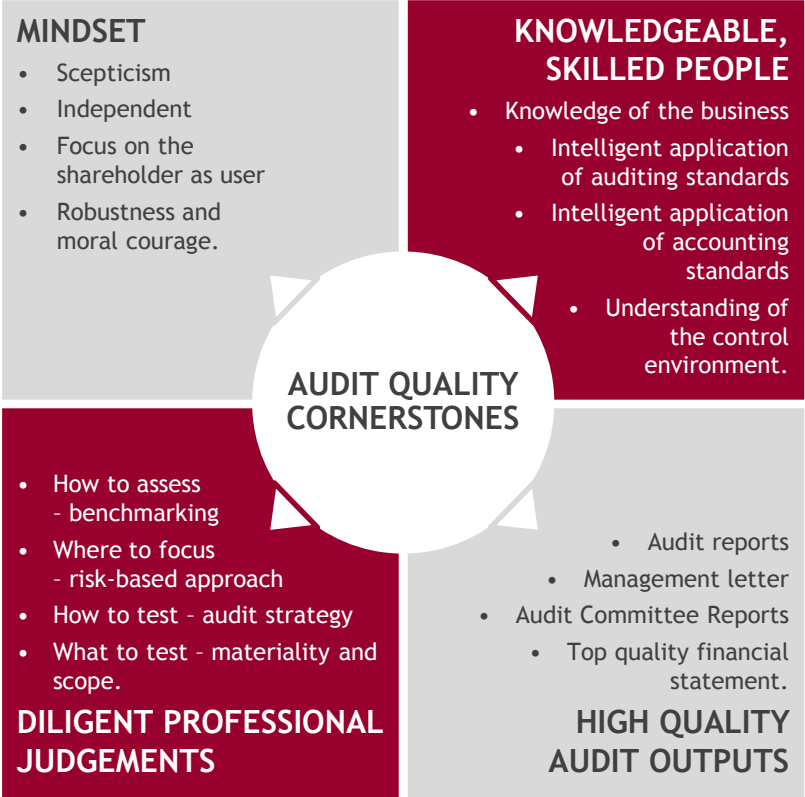 MINDSET
• Scepticism
• Independent
• Focus on the
shareholder as user
• Robustness and
moral courage.
KNOWLEDGEABLE,
SKILLED PEOPLE
• Knowledge of the business
• Intelligent application
of auditing standards
• Intelligent application
of accounting
standards
• Understanding of
the control
environment.
AUDIT QUALITY
CORNERSTONES
• How to assess
– benchmarking
• Where to focus
– risk-based approach
• How to test – audit strategy
• What to test – materiality and
scope.
DILIGENT PROFESSIONAL
JUDGEMENTS
• Audit reports
• Management letter
• Audit Committee Reports
• Top quality financial
statement.
HIGH QUALITY
AUDIT OUTPUTS